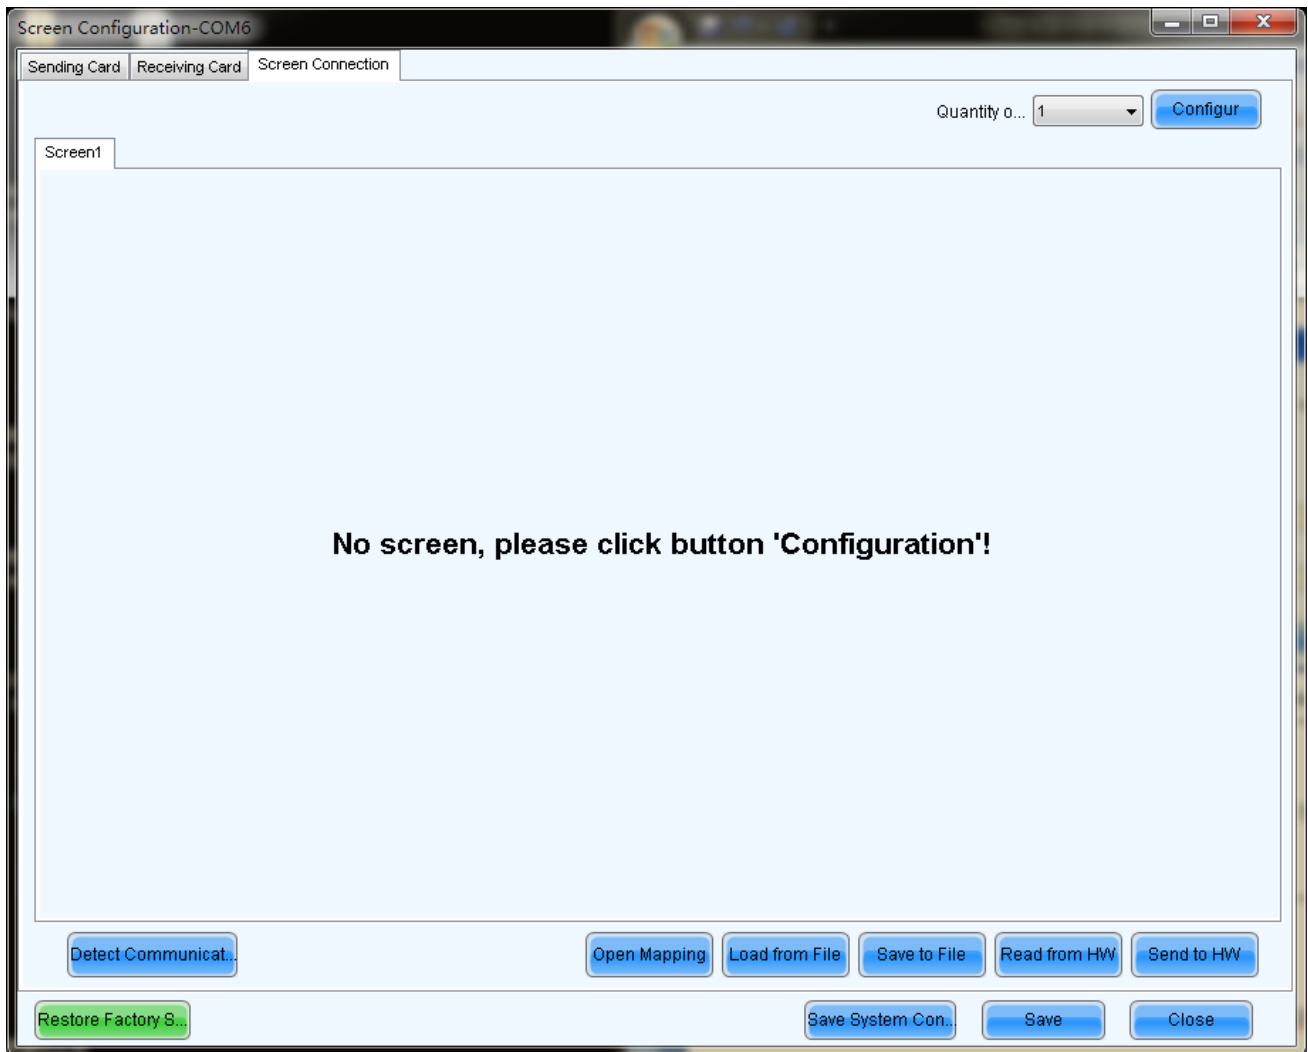 Screen Configuration-COM6
Sending Card Receiving Card Screen Connection
Quantity o... 1 Configur
Screen1
No screen, please click button 'Configuration'!
Detect Communicat... Open Mapping Load from File Save to File Read from HW Send to HW
Restore Factory S... Save System Con... Save Close